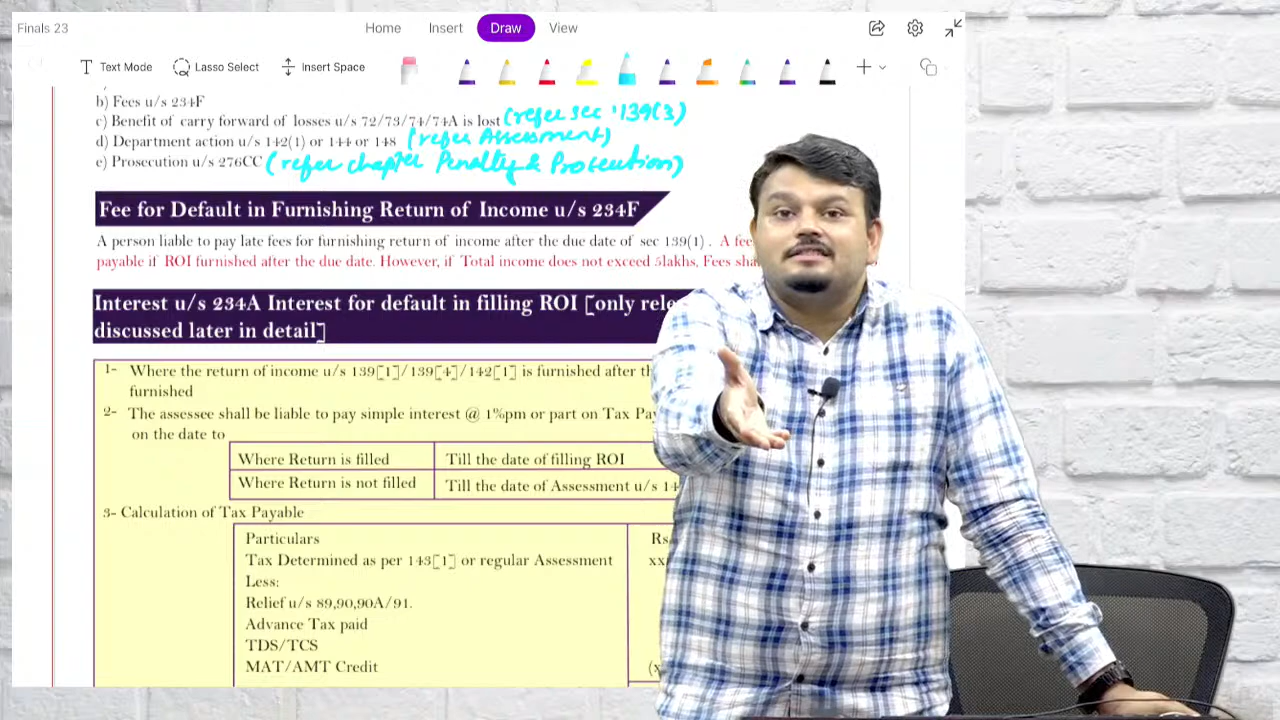 Finals 23
Home Insert Draw View
Text Mode Lasso Select Insert Space
b) Fees u/s 234F
c) Benefit of carry forward of losses u/s 72/73/74/74A is lost (refer sec 139(3)
d) Department action u/s 142(1) or 144 or 148 (refer Assessment)
e) Prosecution u/s 276CC (refer chapter Penalty & Protecution)
Fee for Default in Furnishing Return of Income u/s 234F
A person liable to pay late fees for furnishing return of income after the due date of sec 139(1) . A fee
payable if ROI furnished after the due date. However, if Total income does not exceed 5lakhs, Fees
Interest u/s 234A Interest for default in filling ROI [only
discussed later in detail]
1- Where the return of income u/s 139[1]/139[4]/142[1] is furnished after
furnished
2- The assessee shall be liable to pay simple interest @ 1%pm or part on Tax
on the date to
Where Return is filled Till the date of filling ROI
Where Return is not filled Till the date of Assessment u/s
3- Calculation of Tax Payable
Particulars Rs
Tax Determined as per 143[1] or regular Assessment
Less:
Relief u/s 89,90,90A/91.
Advance Tax paid
TDS/TCS
MAT/AMT Credit